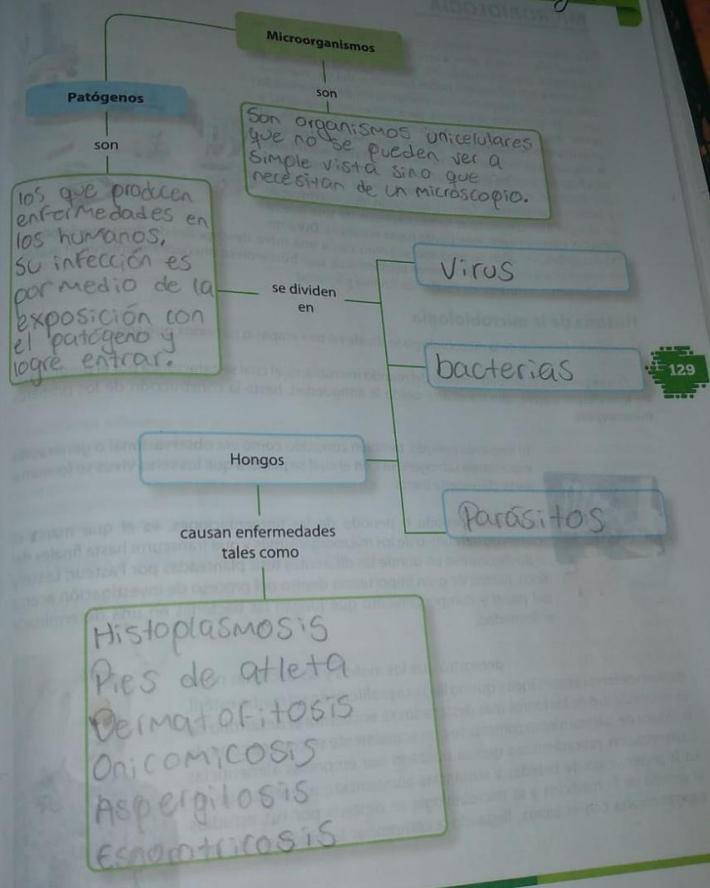 Microorganismos
son
Son organismos unicelulares
que no se pueden ver a
simple vista sino que
necesitan de un microscopio.
Patógenos
son
los que producen
enfermedades en
los humanos,
su infección es
por medio de la
exposición con
el patógeno y
logre entrar.
se dividen
en
Virus
bacterias
129
Hongos
Parásitos
causan enfermedades
tales como
Histoplasmosis
Pies de atleta
Dermatofitosis
Onicomicosis
Aspergilosis